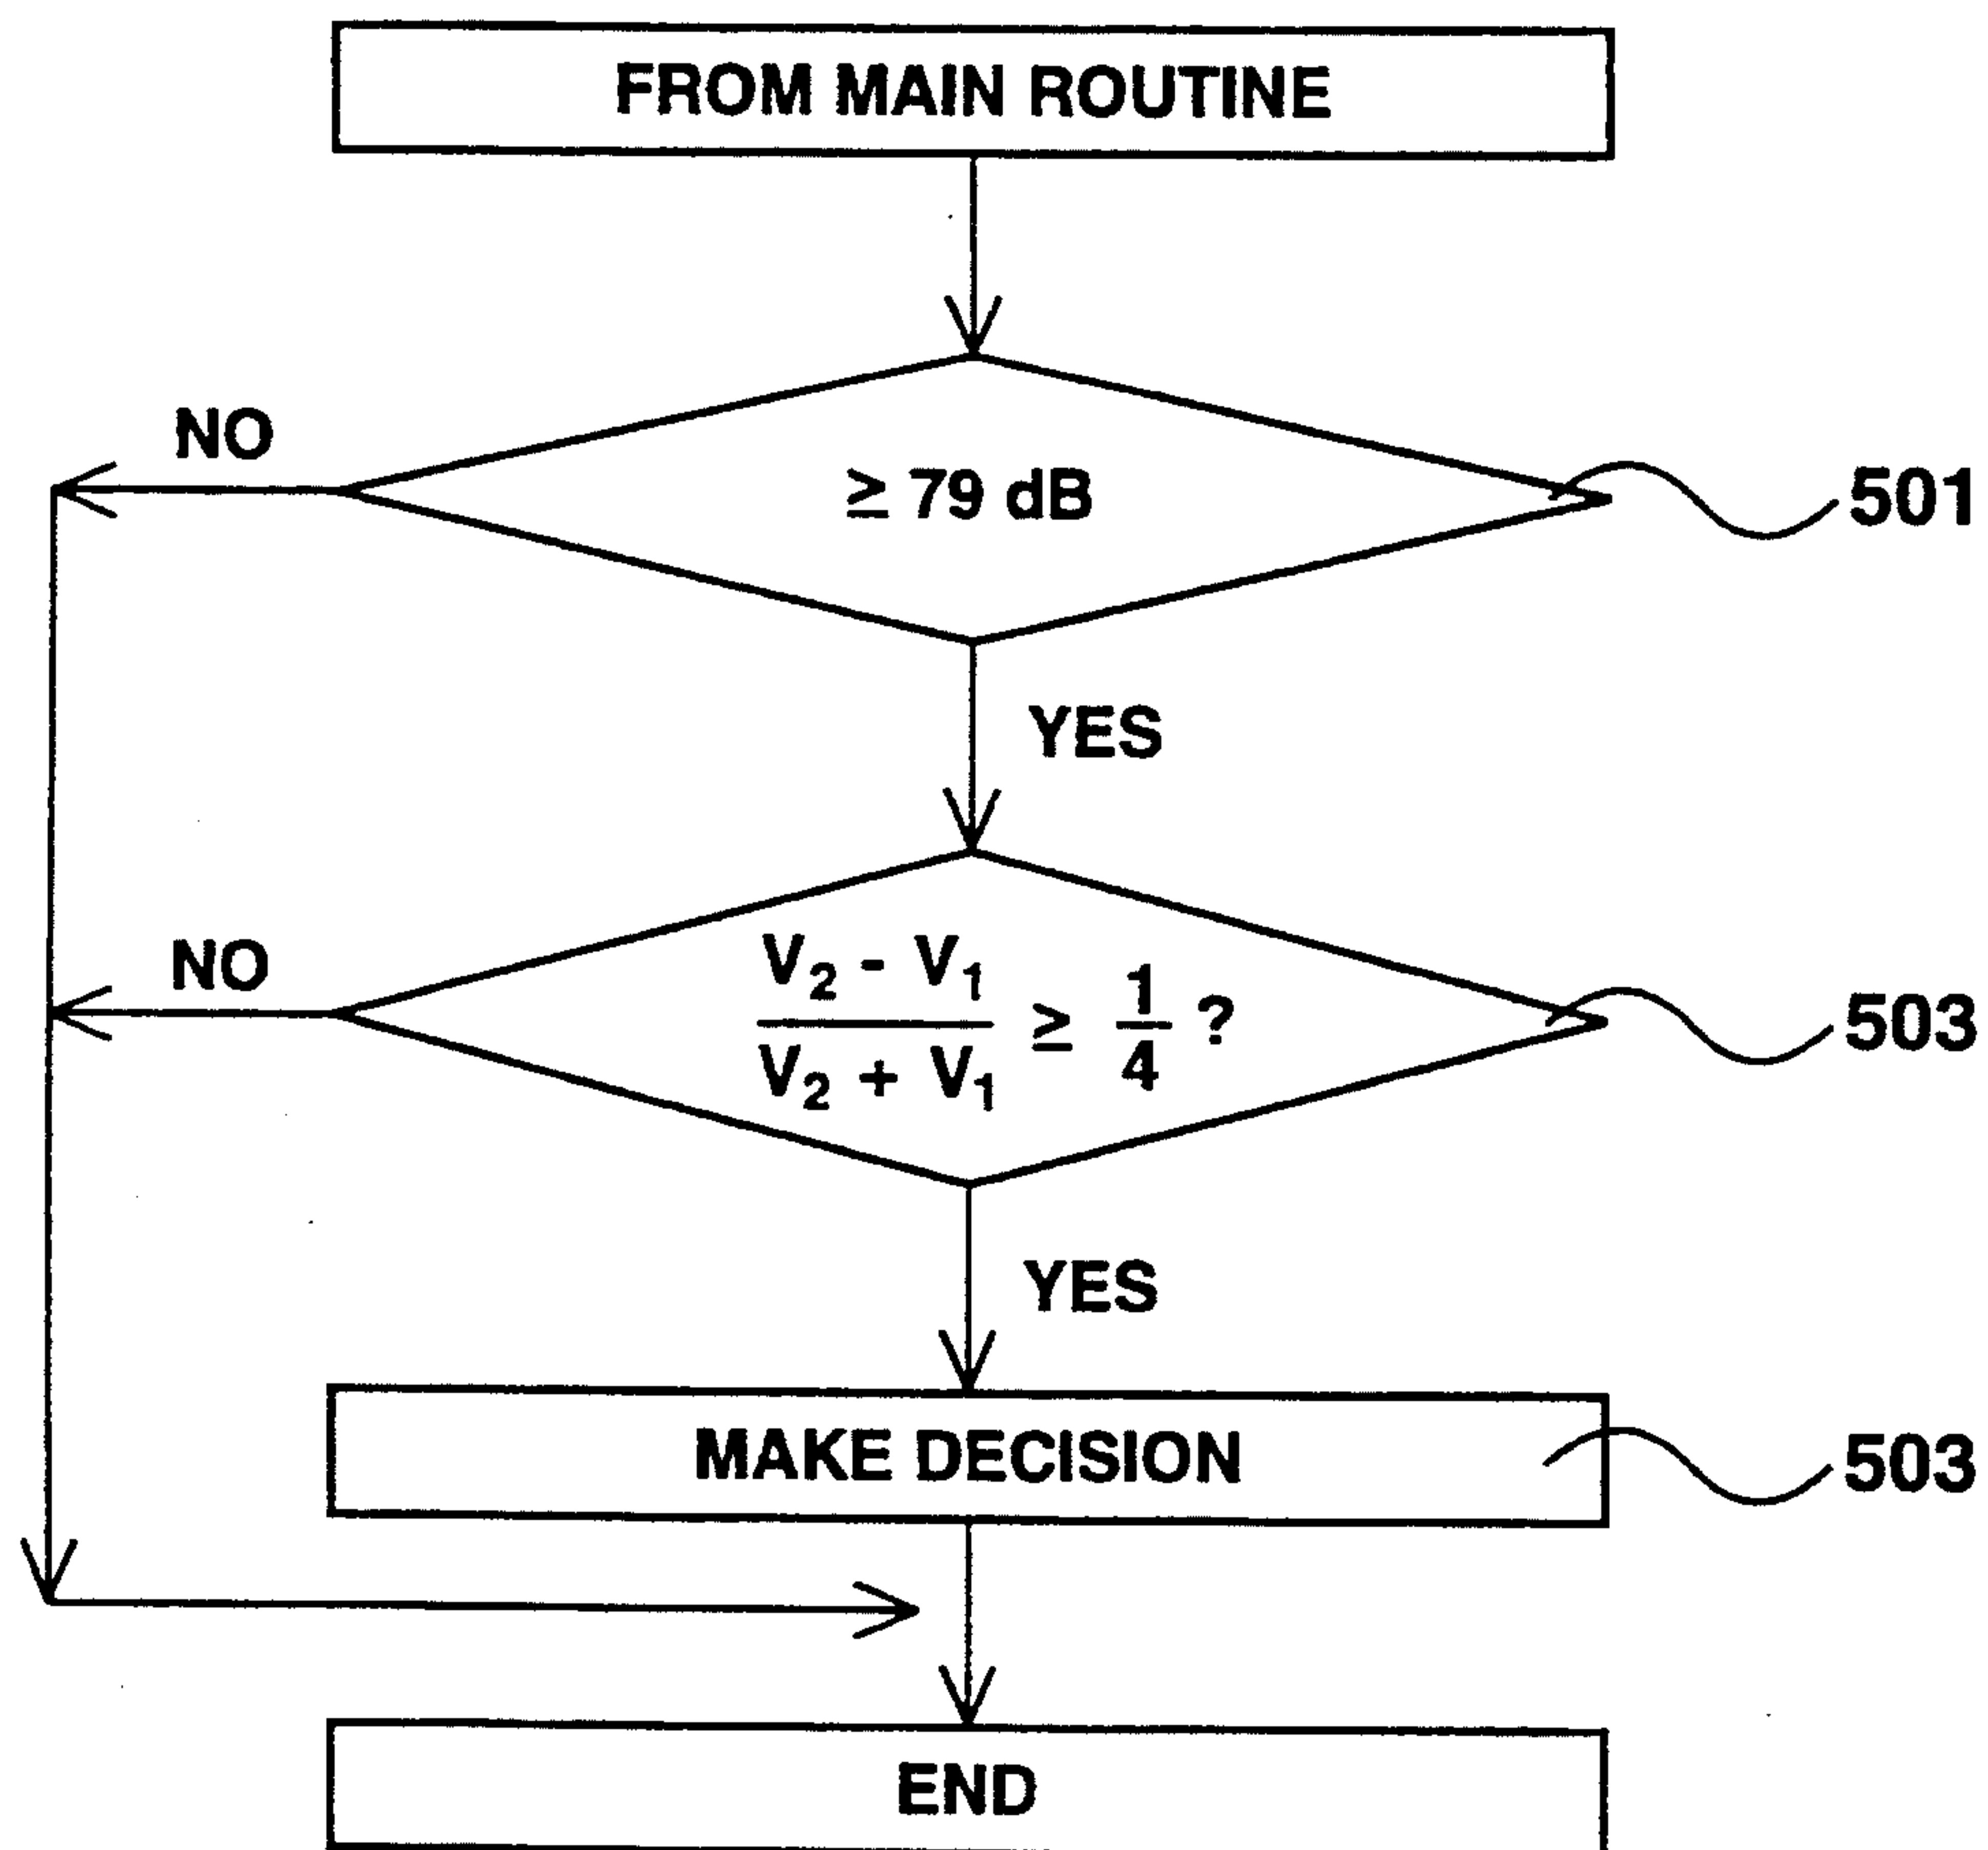 FROM MAIN ROUTINE
NO
≥ 79 dB
501
YES
NO
V₂ - V₁
V₂ + V₁
≥
1
4
?
503
YES
MAKE DECISION
503
END